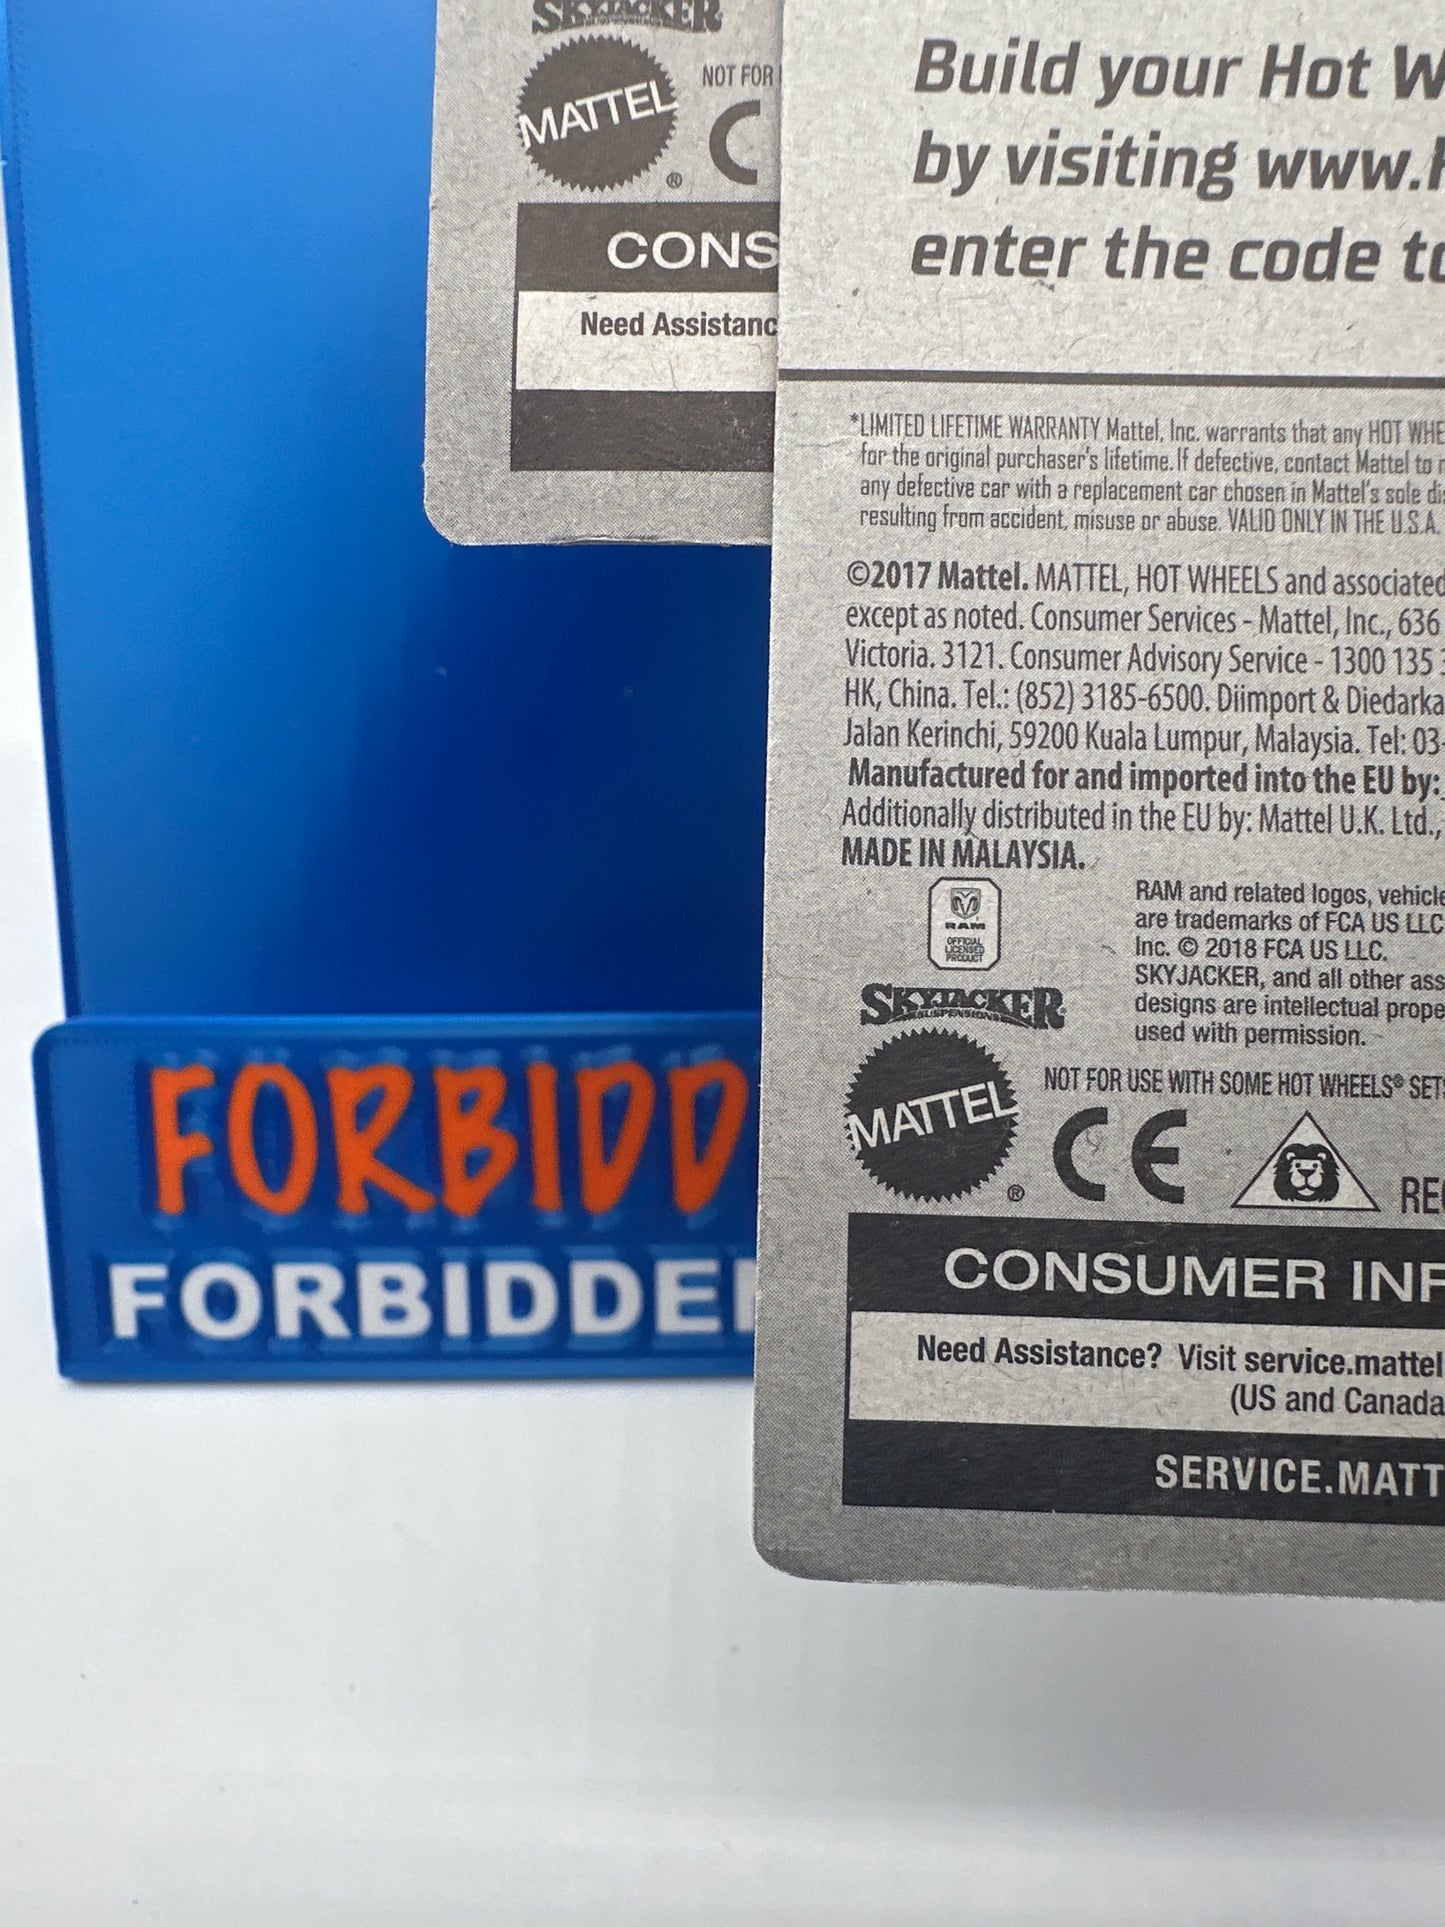 SKYJACKER
SUSPENSIONS
MATTEL
®
NOT FOR
CE
CONS
Need Assistanc
Build your Hot W
by visiting www.h
enter the code to
*LIMITED LIFETIME WARRANTY Mattel, Inc. warrants that any HOT WHE
for the original purchaser's lifetime. If defective, contact Mattel to r
any defective car with a replacement car chosen in Mattel's sole di
resulting from accident, misuse or abuse. VALID ONLY IN THE U.S.A.
©2017 Mattel. MATTEL, HOT WHEELS and associated
except as noted. Consumer Services - Mattel, Inc., 636
Victoria. 3121. Consumer Advisory Service - 1300 135
HK, China. Tel.: (852) 3185-6500. Diimport & Diedarka
Jalan Kerinchi, 59200 Kuala Lumpur, Malaysia. Tel: 03-
Manufactured for and imported into the EU by:
Additionally distributed in the EU by: Mattel U.K. Ltd.,
MADE IN MALAYSIA.
RAM
OFFICIAL
LICENSED
PRODUCT
RAM and related logos, vehicle
are trademarks of FCA US LLC
Inc. © 2018 FCA US LLC.
SKYJACKER, and all other ass
designs are intellectual prope
used with permission.
SKYJACKER
SUSPENSIONS
MATTEL
®
NOT FOR USE WITH SOME HOT WHEELS® SETS
CE
REC
CONSUMER INF
Need Assistance? Visit service.mattel
(US and Canada
SERVICE.MATT
FORBIDD
FORBIDDEN